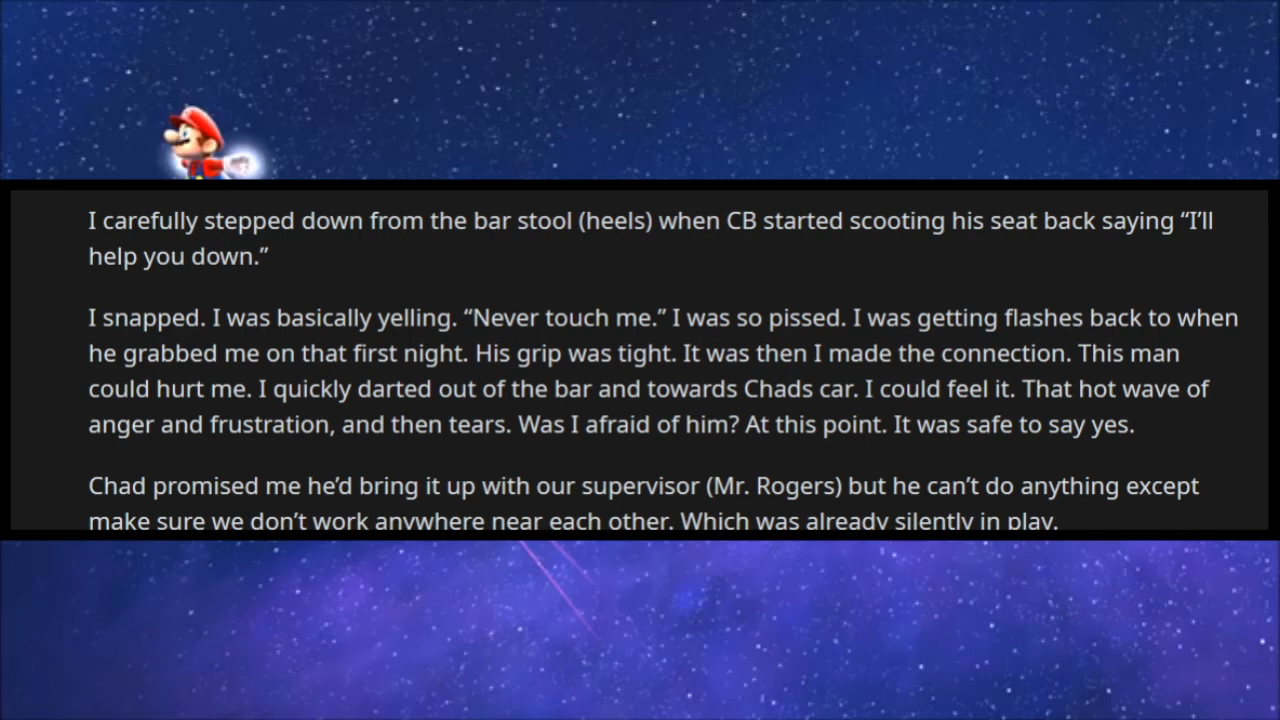 I carefully stepped down from the bar stool (heels) when CB started scooting his seat back saying “I’ll
help you down.”
I snapped. I was basically yelling. “Never touch me.” I was so pissed. I was getting flashes back to when
he grabbed me on that first night. His grip was tight. It was then I made the connection. This man
could hurt me. I quickly darted out of the bar and towards Chads car. I could feel it. That hot wave of
anger and frustration, and then tears. Was I afraid of him? At this point. It was safe to say yes.
Chad promised me he’d bring it up with our supervisor (Mr. Rogers) but he can’t do anything except
make sure we don’t work anywhere near each other. Which was already silently in play.